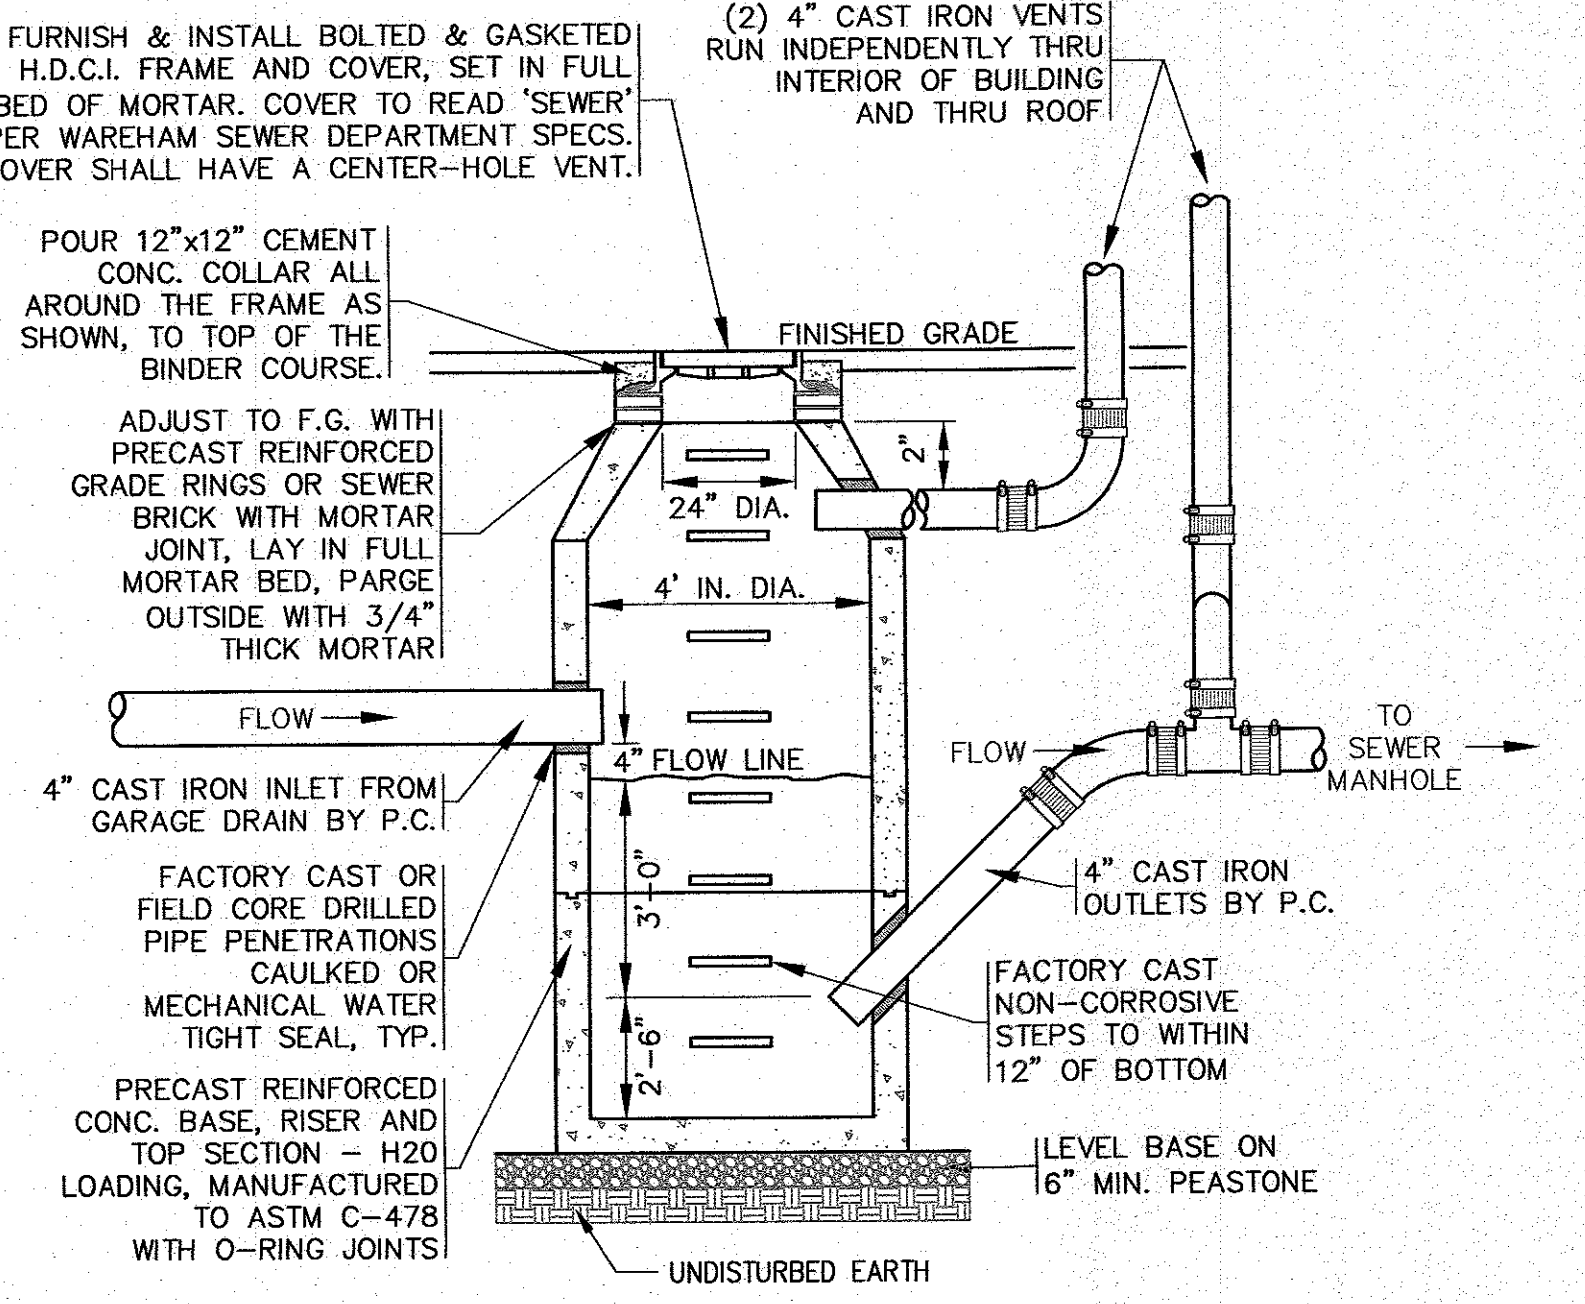 FURNISH & INSTALL BOLTED & GASKETED
H.D.C.I. FRAME AND COVER, SET IN FULL
BED OF MORTAR. COVER TO READ 'SEWER'
PER WAREHAM SEWER DEPARTMENT SPECS.
OVER SHALL HAVE A CENTER-HOLE VENT.
(2) 4" CAST IRON VENTS
RUN INDEPENDENTLY THRU
INTERIOR OF BUILDING
AND THRU ROOF
POUR 12"x12" CEMENT
CONC. COLLAR ALL
AROUND THE FRAME AS
SHOWN, TO TOP OF THE
BINDER COURSE.
FINISHED GRADE
ADJUST TO F.G. WITH
PRECAST REINFORCED
GRADE RINGS OR SEWER
BRICK WITH MORTAR
JOINT, LAY IN FULL
MORTAR BED, PARGE
OUTSIDE WITH 3/4"
THICK MORTAR
2"
24" DIA.
4' IN. DIA.
FLOW
4" FLOW LINE
FLOW
TO
SEWER
MANHOLE
4" CAST IRON INLET FROM
GARAGE DRAIN BY P.C.
3'-0"
4" CAST IRON
OUTLETS BY P.C.
FACTORY CAST OR
FIELD CORE DRILLED
PIPE PENETRATIONS
CAULKED OR
MECHANICAL WATER
TIGHT SEAL, TYP.
FACTORY CAST
NON-CORROSIVE
STEPS TO WITHIN
12" OF BOTTOM
2'-6"
PRECAST REINFORCED
CONC. BASE, RISER AND
TOP SECTION - H20
LOADING, MANUFACTURED
TO ASTM C-478
WITH O-RING JOINTS
LEVEL BASE ON
6" MIN. PEASTONE
UNDISTURBED EARTH